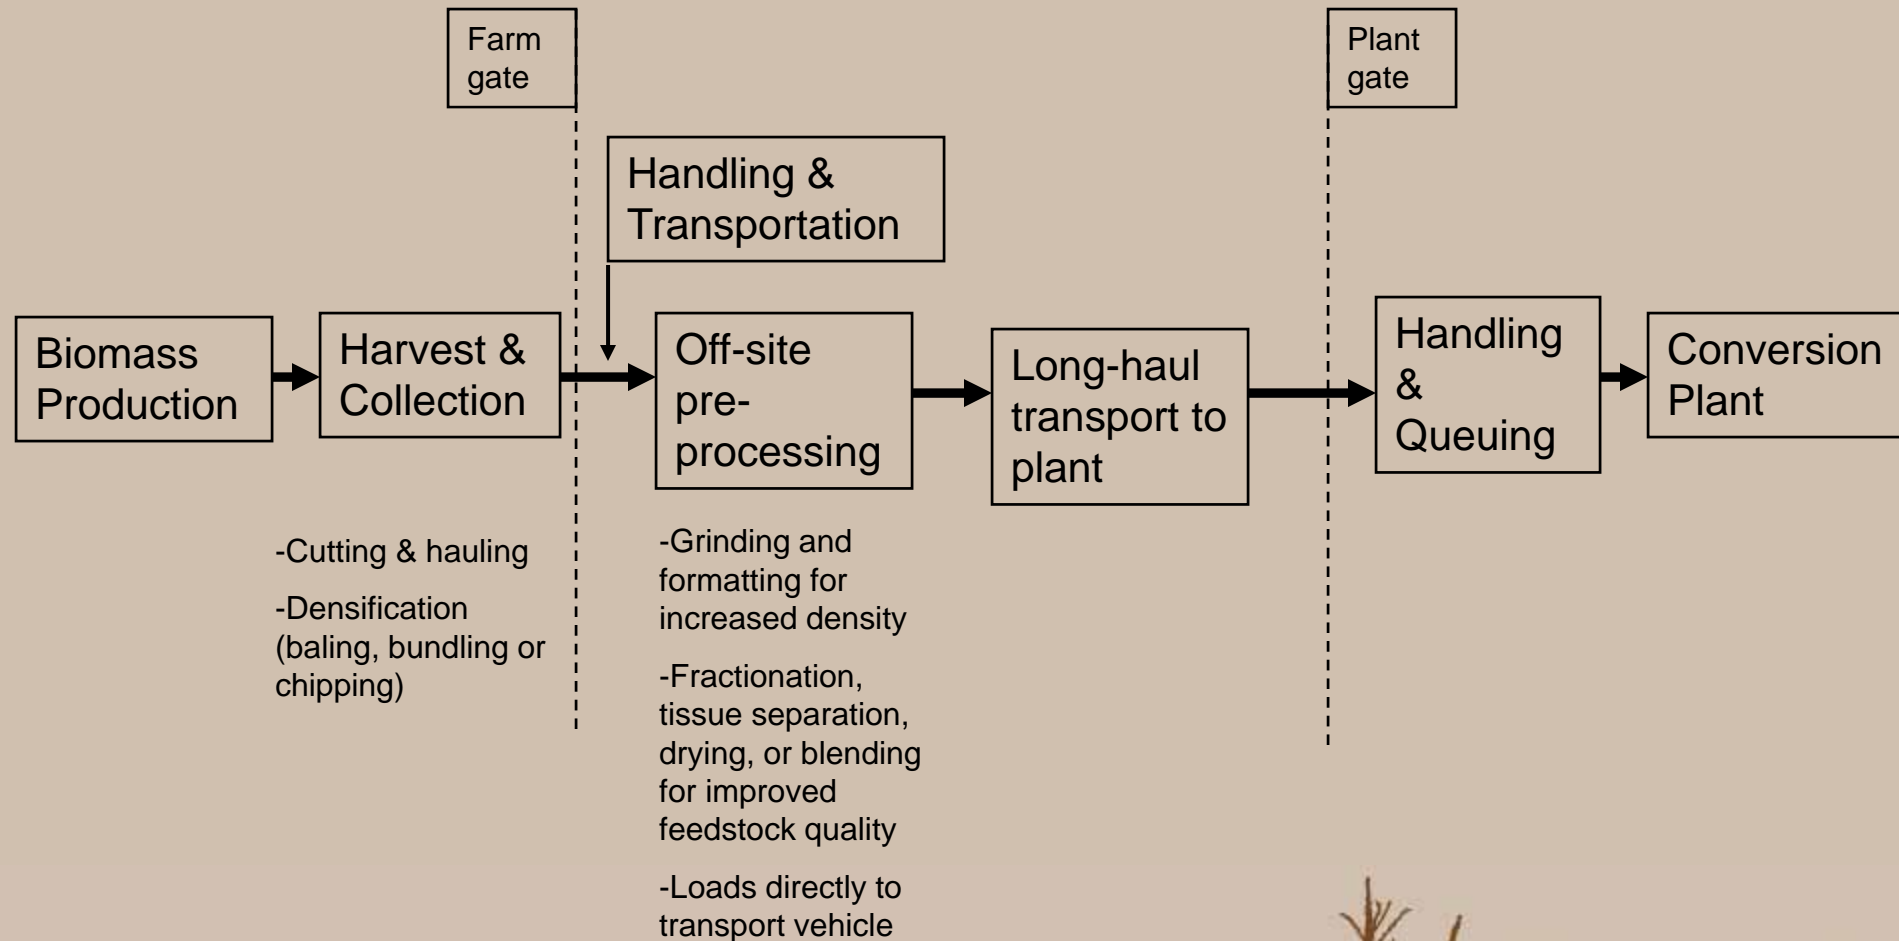 Farm
gate
Plant
gate
Handling &
Transportation
Biomass
Production
Harvest &
Collection
Off-site
pre-
processing
Long-haul
transport to
plant
Handling
&
Queuing
Conversion
Plant
-Cutting & hauling
-Densification
(baling, bundling or
chipping)
-Grinding and
formatting for
increased density
-Fractionation,
tissue separation,
drying, or blending
for improved
feedstock quality
-Loads directly to
transport vehicle